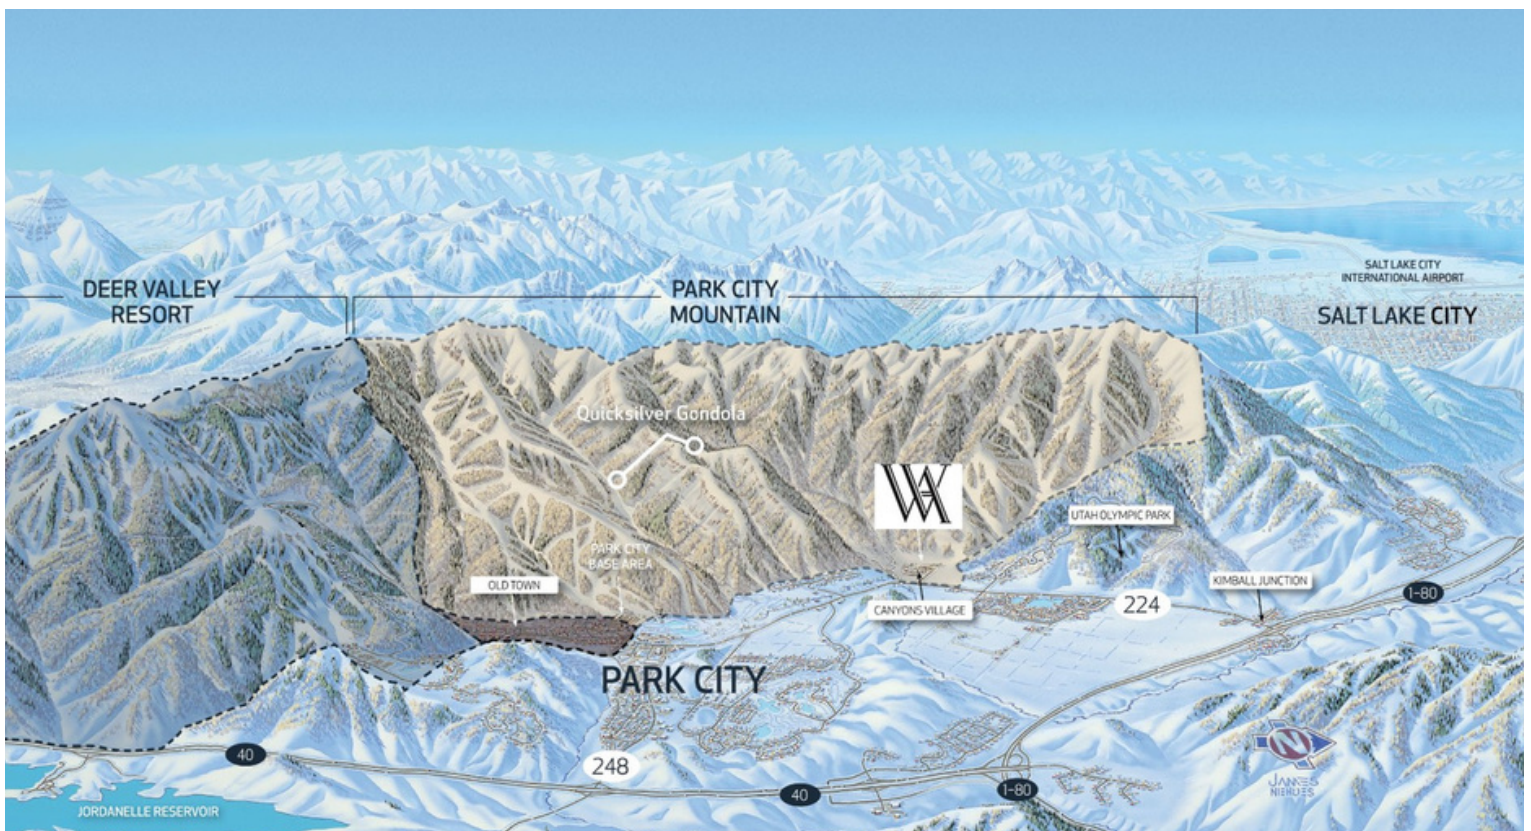 SALT LAKE CITY
INTERNATIONAL AIRPORT
DEER VALLEY
RESORT
PARK CITY
MOUNTAIN
SALT LAKE CITY
Quicksilver Gondola
WA
UTAH OLYMPIC PARK
PARK CITY
BASE AREA
OLD TOWN
KIMBALL JUNCTION
CANYONS VILLAGE
224
1-80
PARK CITY
40
248
40
1-80
N
JAMES
NIEHUES
JORDANELLE RESERVOIR